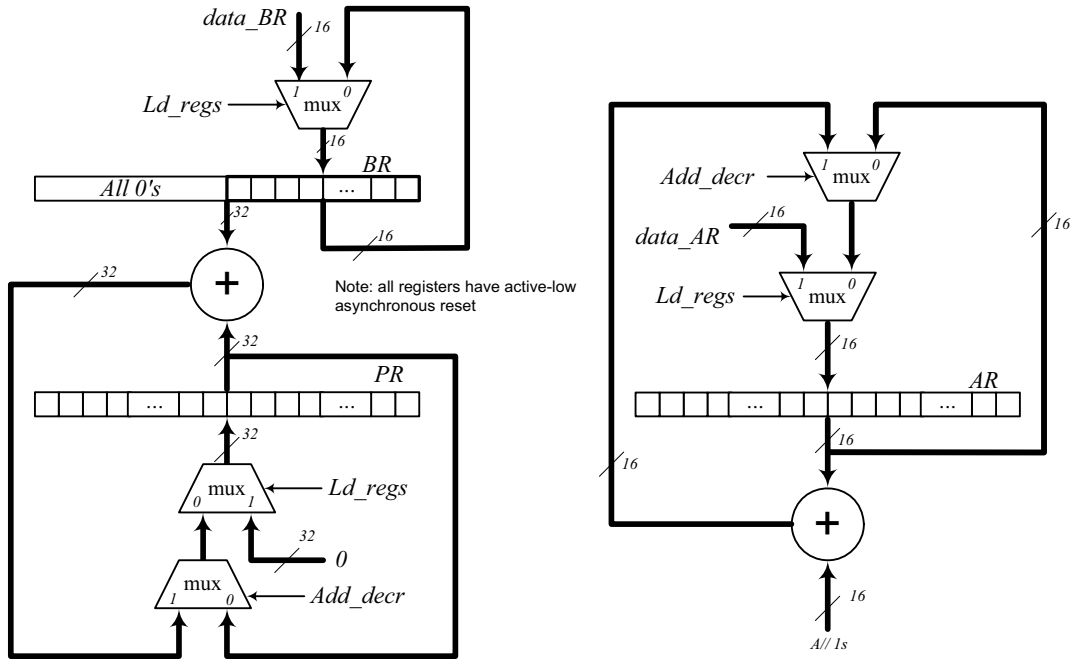 data_BR
16
1
0
mux
Ld_regs
16
BR
All 0's
...
32
16
32
+
Note: all registers have active-low
asynchronous reset
32
PR
...
...
32
mux
Ld_regs
0
1
32
0
mux
Add_decr
1
0
1
0
mux
Add_decr
16
data_AR
16
1
0
mux
Ld_regs
16
AR
...
...
16
16
+
16
A// 1s